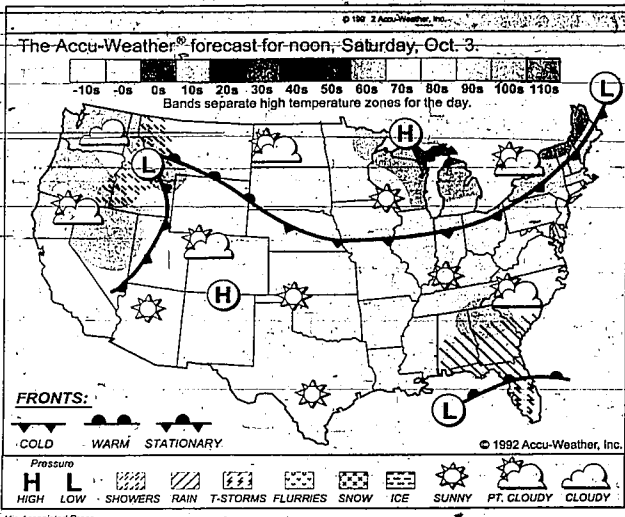 © 199 2 Accu-Weather, Inc.
The Accu-Weather® forecast for noon, Saturday, Oct. 3.
-10s -0s 0s 10s 20s 30s 40s 50s 60s 70s 80s 90s 100s 110s
Bands separate high temperature zones for the day.
L
H
L
H
L
FRONTS:
COLD WARM STATIONARY
© 1992 Accu-Weather, Inc.
Pressure
H L
HIGH LOW SHOWERS RAIN T-STORMS FLURRIES SNOW ICE SUNNY PT. CLOUDY CLOUDY